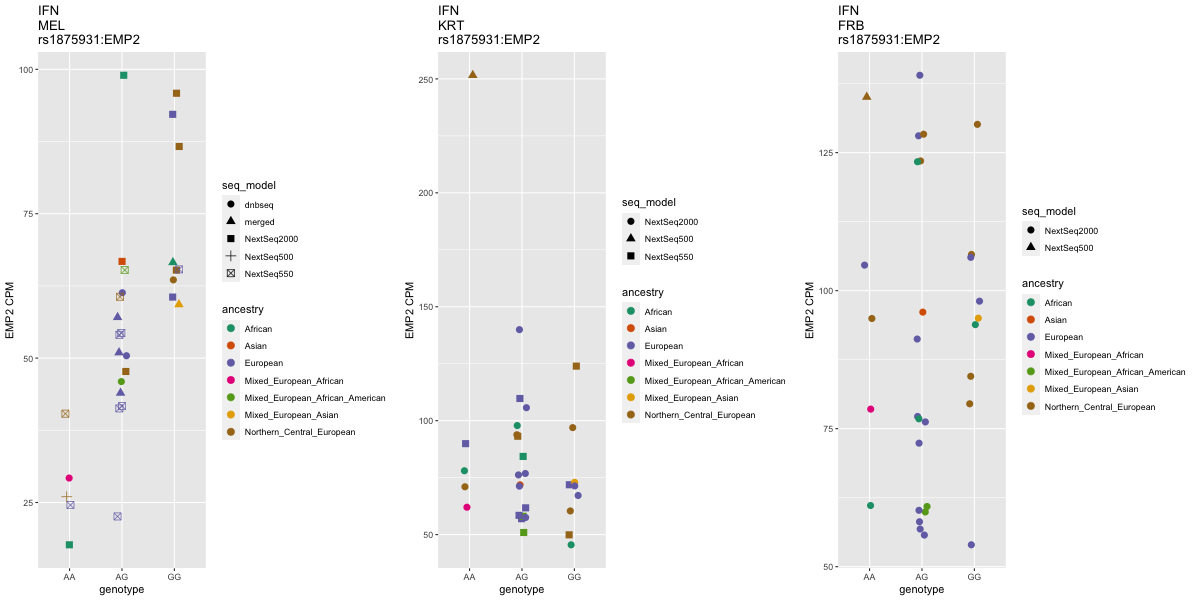 IFN
MEL
rs1875931:EMP2
EMP2 CPM
100
75
50
25
AA
AG
GG
genotype
seq_model
dnbseq
merged
NextSeq2000
NextSeq500
NextSeq550
ancestry
African
Asian
European
Mixed_European_African
Mixed_European_African_American
Mixed_European_Asian
Northern_Central_European
IFN
KRT
rs1875931:EMP2
EMP2 CPM
250
200
150
100
50
AA
AG
GG
genotype
seq_model
NextSeq2000
NextSeq500
NextSeq550
ancestry
African
Asian
European
Mixed_European_African
Mixed_European_African_American
Mixed_European_Asian
Northern_Central_European
IFN
FRB
rs1875931:EMP2
EMP2 CPM
125
100
75
50
AA
AG
GG
genotype
seq_model
NextSeq2000
NextSeq500
ancestry
African
Asian
European
Mixed_European_African
Mixed_European_African_American
Mixed_European_Asian
Northern_Central_European